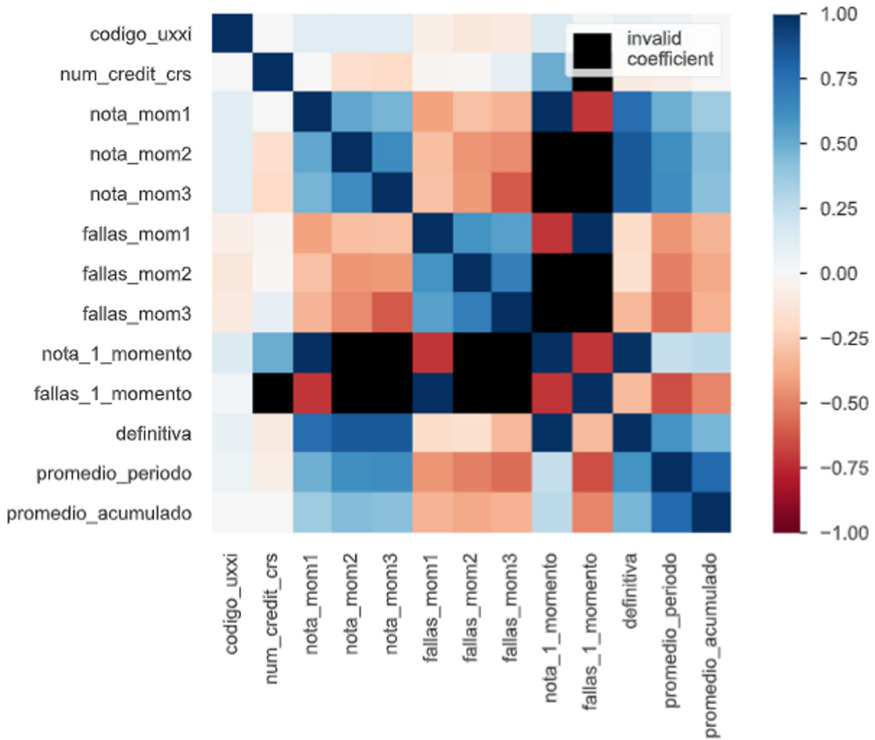 codigo_uxxi
num_credit_crs
nota_mom1
nota_mom2
nota_mom3
fallas_mom1
fallas_mom2
fallas_mom3
nota_1_momento
fallas_1_momento
definitiva
promedio_periodo
promedio_acumulado
invalid
coefficient
1.00
0.75
0.50
0.25
0.00
−0.25
−0.50
−0.75
−1.00
codigo_uxxi
num_credit_crs
nota_mom1
nota_mom2
nota_mom3
fallas_mom1
fallas_mom2
fallas_mom3
nota_1_momento
fallas_1_momento
definitiva
promedio_periodo
promedio_acumulado